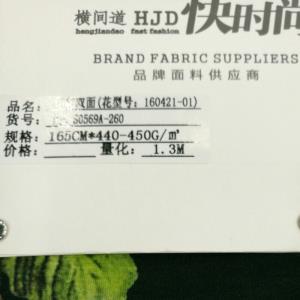 横间道 HJD 快时尚
hengjiandao fast fashion
BRAND FABRIC SUPPLIERS
品牌面料供应商
品名: 双面(花型号: 160421-01)
货号: S0569A-260
规格: 165CM*440-450G/㎡
价格: 量化: 1.3M